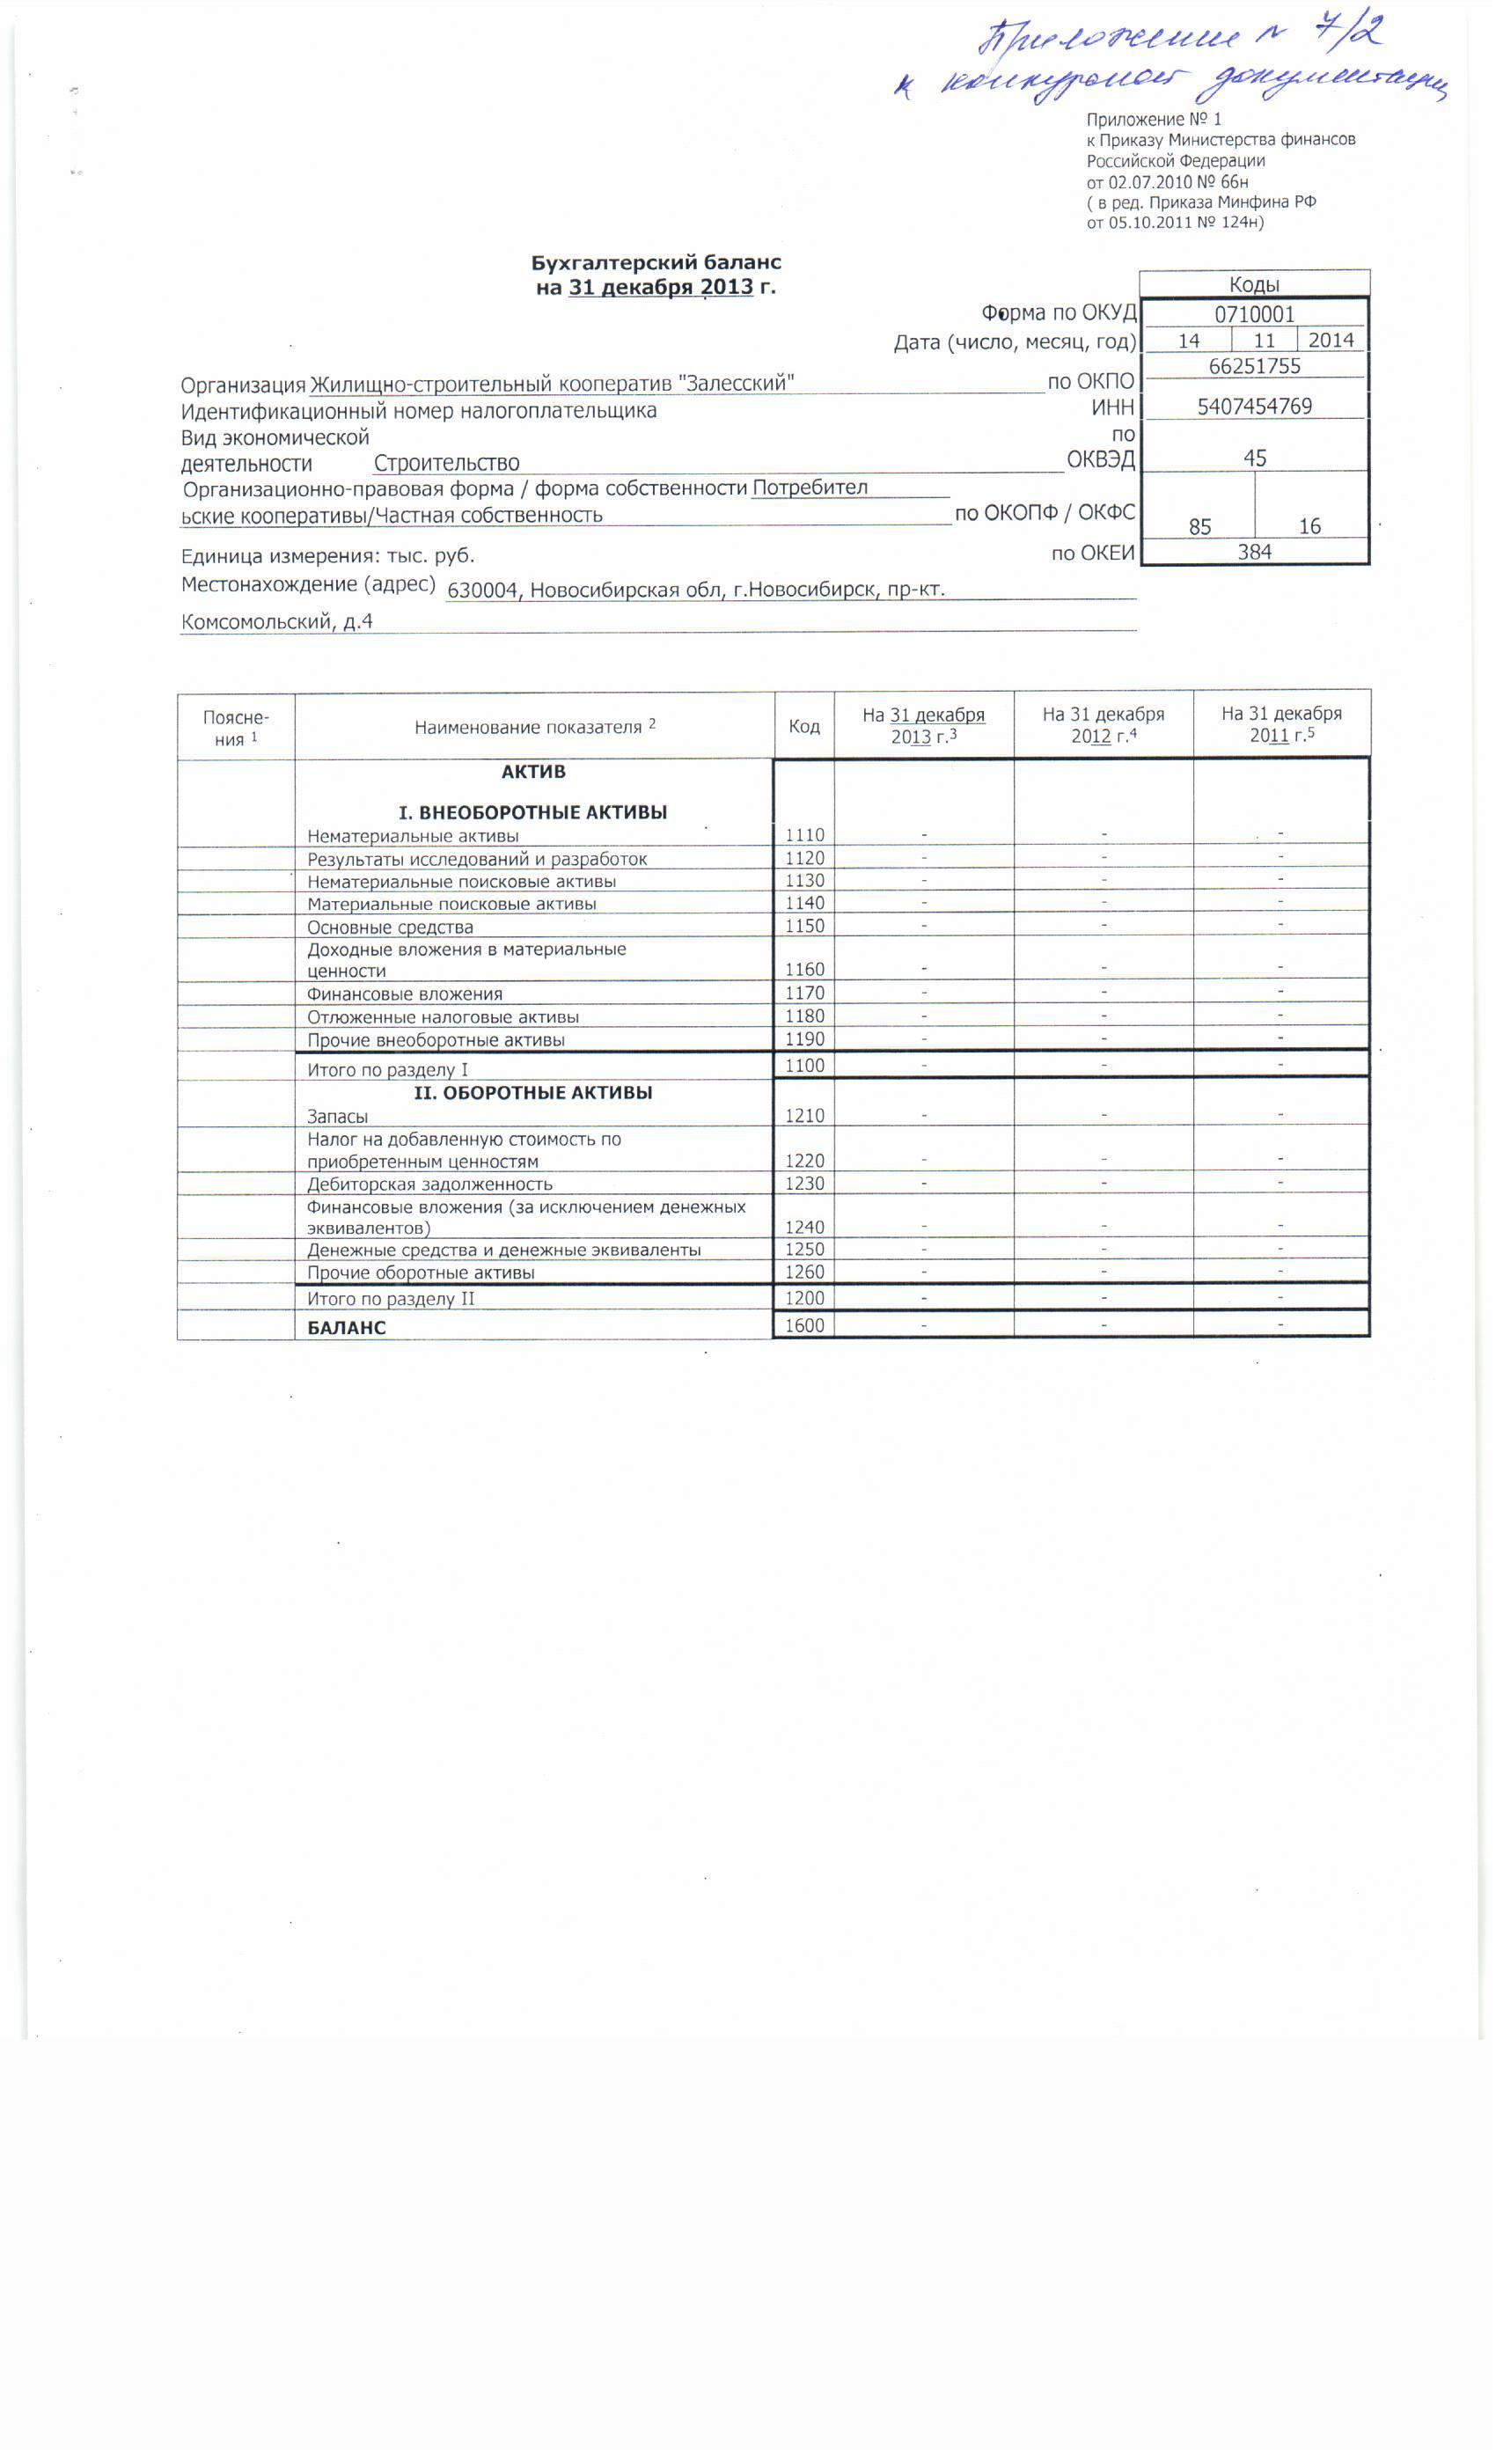 Приложение № 7/2
к конкурсной документации
Приложение № 1
к Приказу Министерства финансов
Российской Федерации
от 02.07.2010 № 66н
( в ред. Приказа Минфина РФ
от 05.10.2011 № 124н)
Бухгалтерский баланс
на 31 декабря 2013 г.
Коды
Форма по ОКУД 0710001
Дата (число, месяц, год) 14 11 2014
Организация Жилищно-строительный кооператив "Залесский" по ОКПО 66251755
Идентификационный номер налогоплательщика ИНН 5407454769
Вид экономической по
деятельности Строительство ОКВЭД 45
Организационно-правовая форма / форма собственности Потребител
ьские кооперативы/Частная собственность по ОКОПФ / ОКФС 85 16
Единица измерения: тыс. руб. по ОКЕИ 384
Местонахождение (адрес) 630004, Новосибирская обл, г.Новосибирск, пр-кт.
Комсомольский, д.4
Поясне- На 31 декабря На 31 декабря На 31 декабря
ния 1 Наименование показателя 2 Код 2013 г.3 2012 г.4 2011 г.5
АКТИВ
I. ВНЕОБОРОТНЫЕ АКТИВЫ
Нематериальные активы 1110 - - -
Результаты исследований и разработок 1120 - - -
Нематериальные поисковые активы 1130 - - -
Материальные поисковые активы 1140 - - -
Основные средства 1150 - - -
Доходные вложения в материальные
ценности 1160 - - -
Финансовые вложения 1170 - - -
Отложенные налоговые активы 1180 - - -
Прочие внеоборотные активы 1190 - - -
Итого по разделу I 1100 - - -
II. ОБОРОТНЫЕ АКТИВЫ
Запасы 1210 - - -
Налог на добавленную стоимость по
приобретенным ценностям 1220 - - -
Дебиторская задолженность 1230 - - -
Финансовые вложения (за исключением денежных
эквивалентов) 1240 - - -
Денежные средства и денежные эквиваленты 1250 - - -
Прочие оборотные активы 1260 - - -
Итого по разделу II 1200 - - -
БАЛАНС 1600 - - -